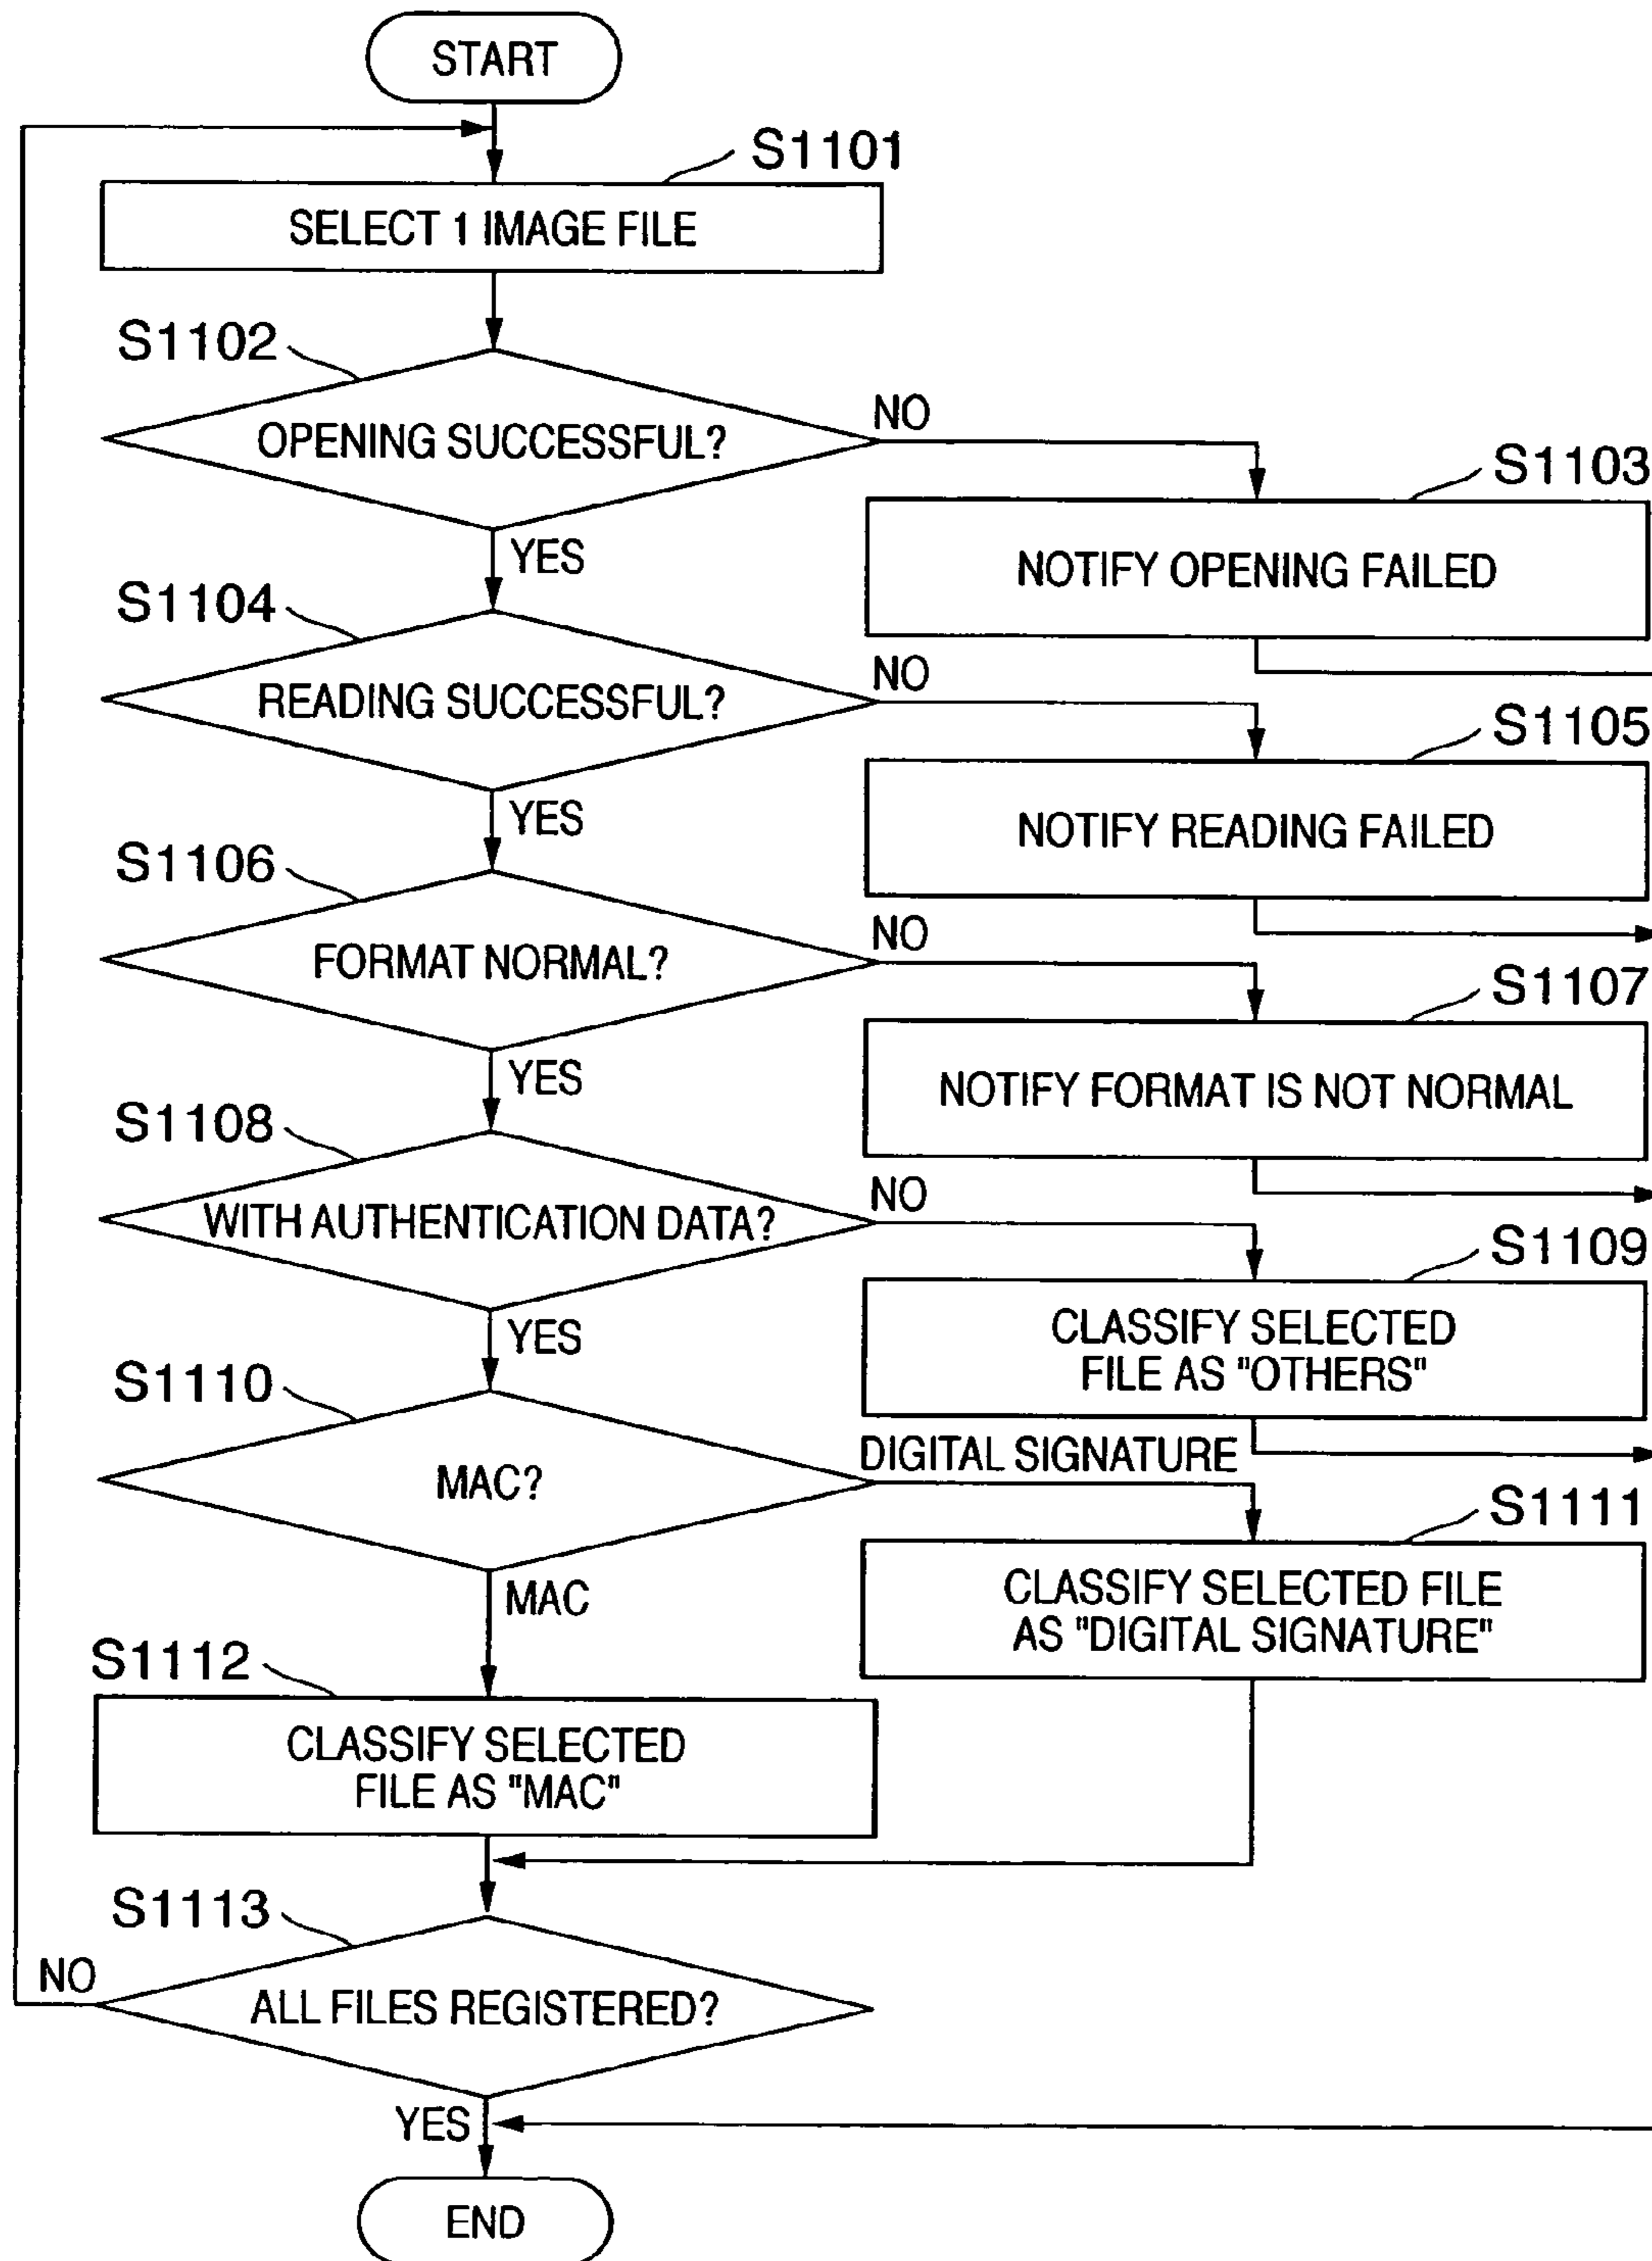 START
S1101
SELECT 1 IMAGE FILE
S1102
OPENING SUCCESSFUL?
NO
YES
S1103
NOTIFY OPENING FAILED
S1104
READING SUCCESSFUL?
NO
YES
S1105
NOTIFY READING FAILED
S1106
FORMAT NORMAL?
NO
YES
S1107
NOTIFY FORMAT IS NOT NORMAL
S1108
WITH AUTHENTICATION DATA?
NO
YES
S1109
CLASSIFY SELECTED
FILE AS "OTHERS"
S1110
MAC?
DIGITAL SIGNATURE
MAC
S1111
CLASSIFY SELECTED FILE
AS "DIGITAL SIGNATURE"
S1112
CLASSIFY SELECTED
FILE AS "MAC"
S1113
NO
ALL FILES REGISTERED?
YES
END